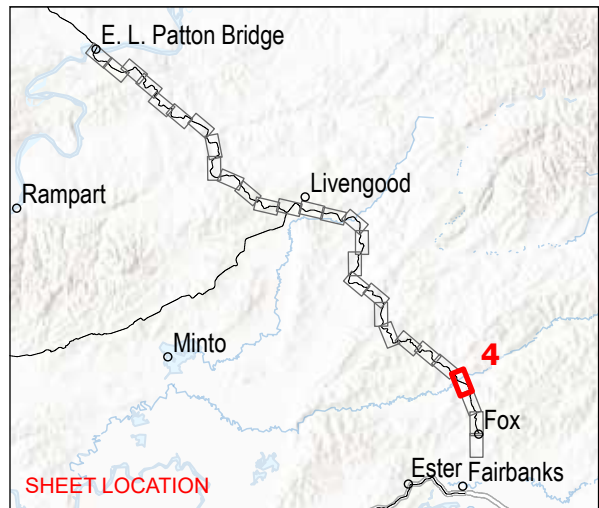 E. L. Patton Bridge
Livengood
Rampart
Minto
4
Fox
Ester Fairbanks
SHEET LOCATION